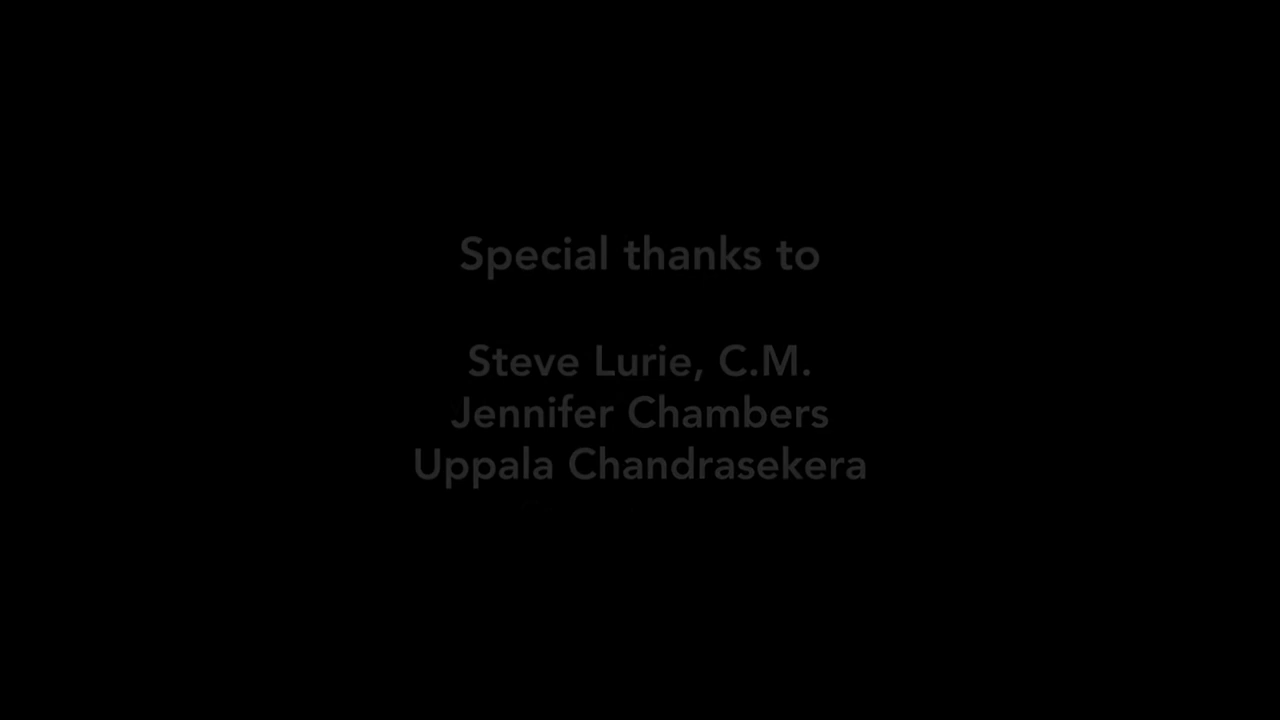 Special thanks to
Steve Lurie, C.M.
Jennifer Chambers
Uppala Chandrasekera